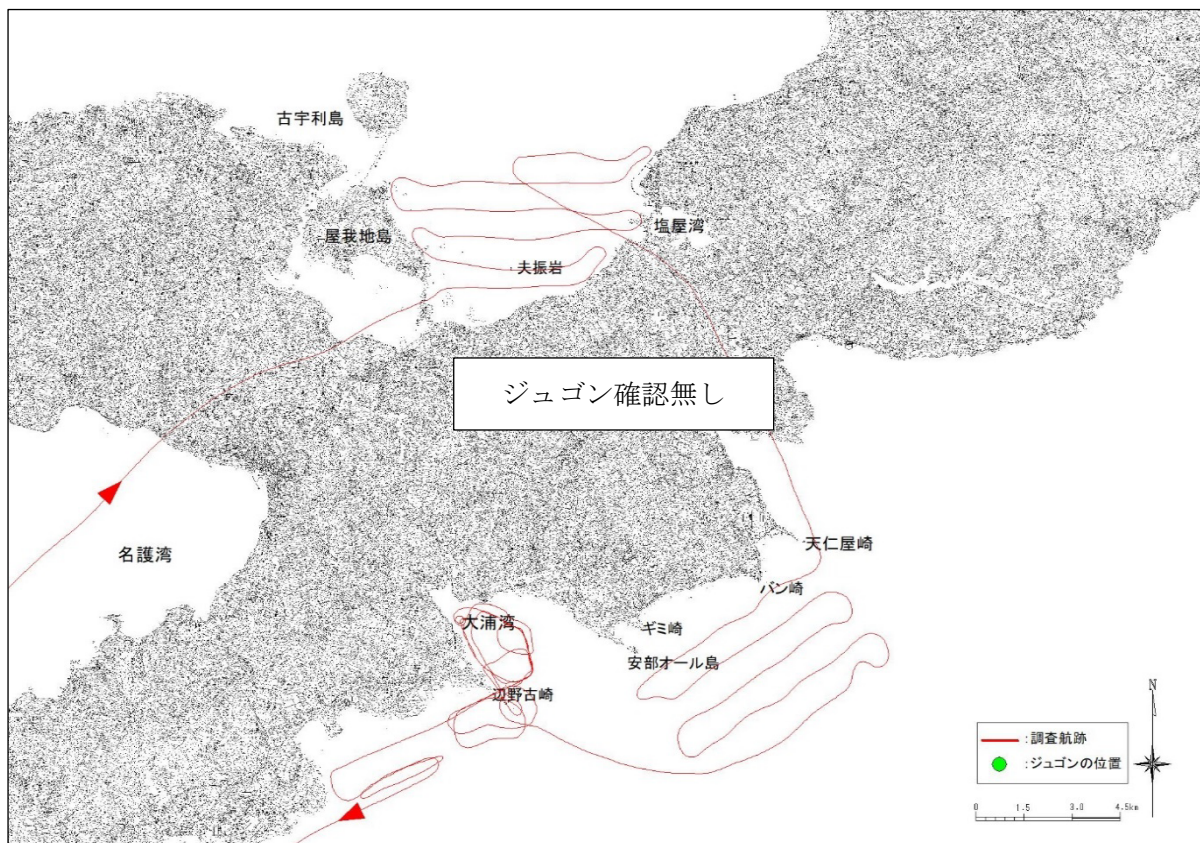 古宇利島
屋我地島
塩屋湾
夫振岩
ジュゴン確認無し
名護湾
天仁屋崎
バン崎
大浦湾
ギミ崎
安部オール島
辺野古崎
N
:調査航跡
:ジュゴンの位置
0 1.5 3.0 4.5km